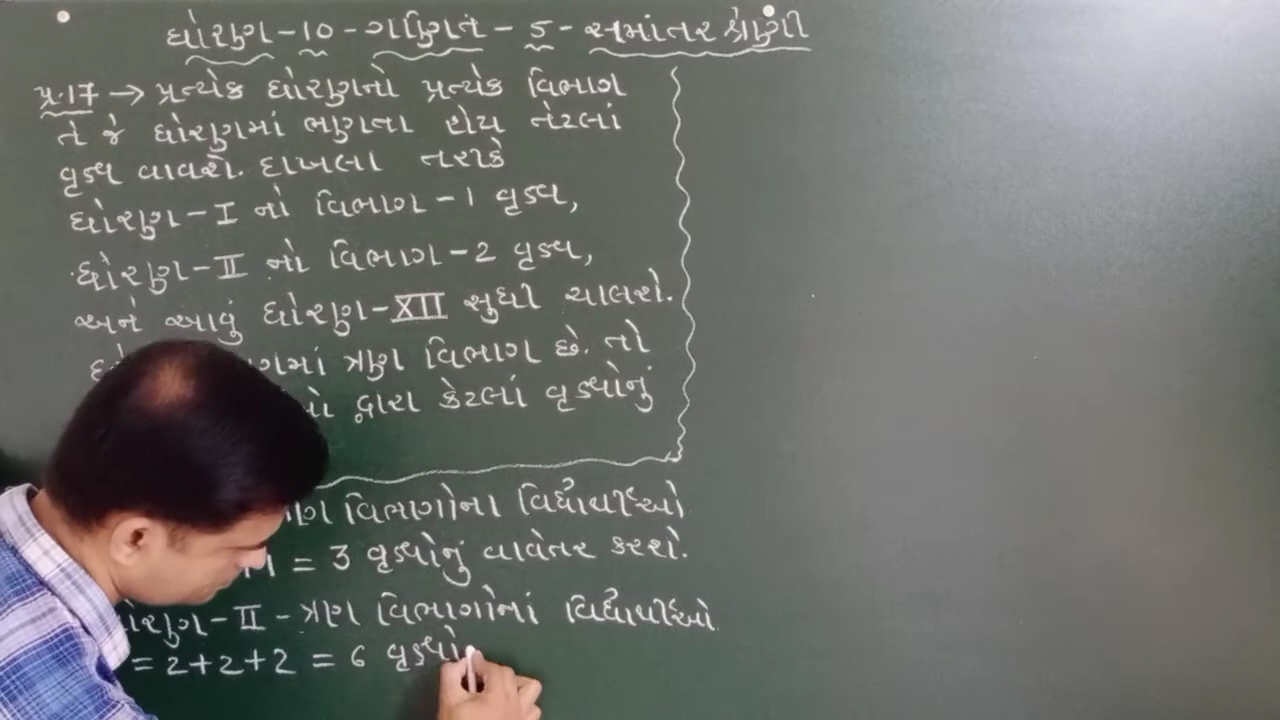 ધોરણ-10-ગણિત-5-સમાંતર શ્રેણી
પ્ર.17 → પ્રત્યેક ધોરણનો પ્રત્યેક વિભાગ
તે જે ધોરણમાં ભણતા હોય તેટલાં
વૃક્ષ વાવશે. દાખલા તરીકે
ધોરણ-I નો વિભાગ-1 વૃક્ષ,
ધોરણ-II નો વિભાગ-2 વૃક્ષ,
અને આવું ધોરણ-XII સુધી ચાલશે.
ત્રણ વિભાગ છે. તો
દ્વારા કેટલાં વૃક્ષોનું
વિભાગોના વિદ્યાર્થીઓ
= 3 વૃક્ષોનું વાવેતર કરશે.
ધોરણ-II-ત્રણ વિભાગોનાં વિદ્યાર્થીઓ
=2+2+2 = 6 વૃક્ષો